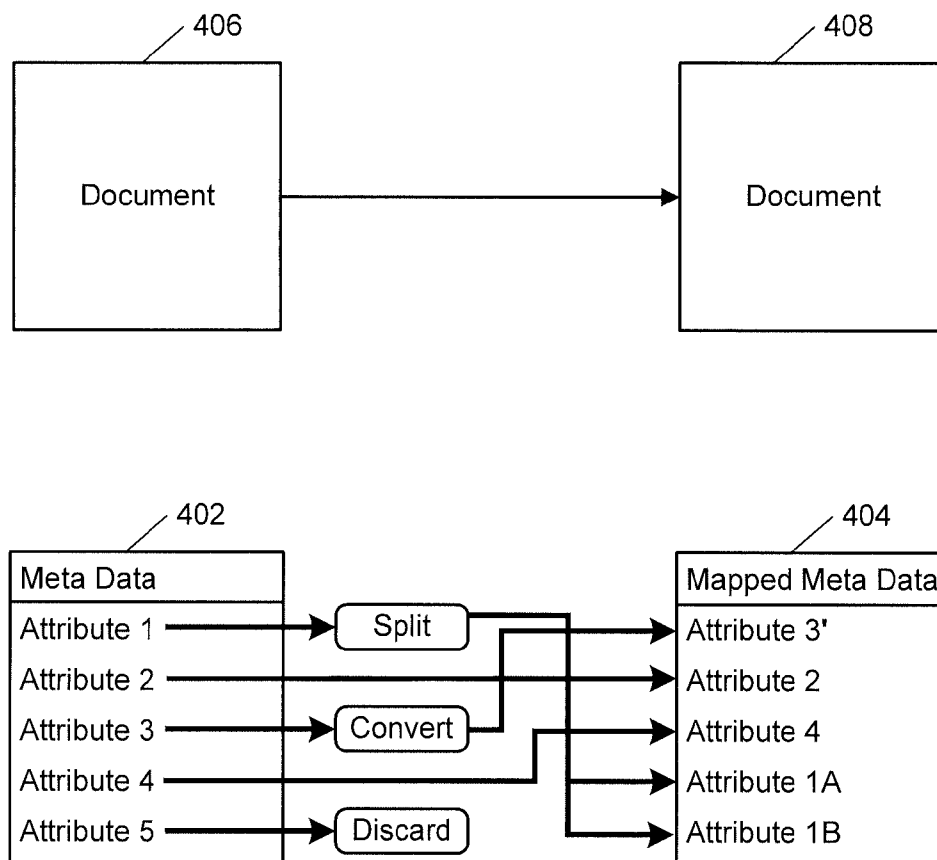 406
408
Document
Document
402
404
Meta Data
Mapped Meta Data
Attribute 1
Split
Attribute 3'
Attribute 2
Attribute 2
Attribute 3
Convert
Attribute 4
Attribute 4
Attribute 1A
Attribute 5
Discard
Attribute 1B